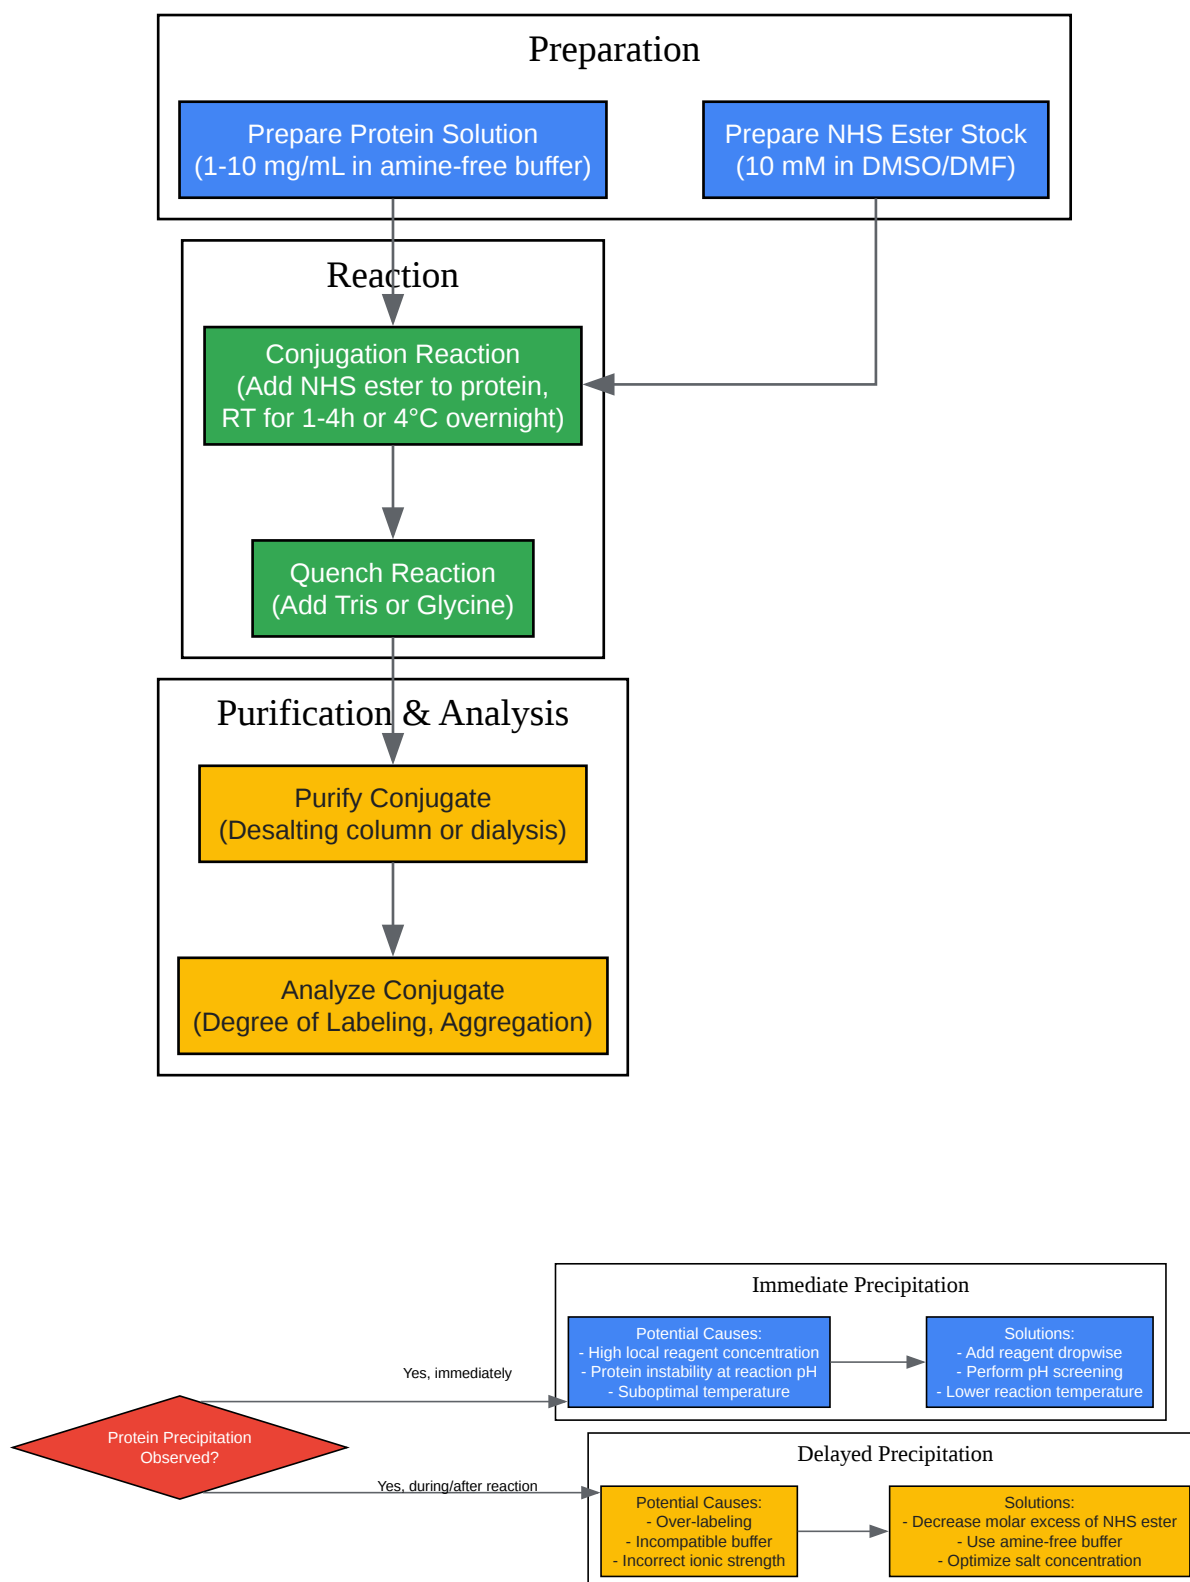 Preparation
Prepare Protein Solution
(1-10 mg/mL in amine-free buffer)
Prepare NHS Ester Stock
(10 mM in DMSO/DMF)
Reaction
Conjugation Reaction
(Add NHS ester to protein,
RT for 1-4h or 4°C overnight)
Quench Reaction
(Add Tris or Glycine)
Purification & Analysis
Purify Conjugate
(Desalting column or dialysis)
Analyze Conjugate
(Degree of Labeling, Aggregation)
Protein Precipitation
Observed?
Yes, immediately
Immediate Precipitation
Potential Causes:
- High local reagent concentration
- Protein instability at reaction pH
- Suboptimal temperature
Solutions:
- Add reagent dropwise
- Perform pH screening
- Lower reaction temperature
Yes, during/after reaction
Delayed Precipitation
Potential Causes:
- Over-labeling
- Incompatible buffer
- Incorrect ionic strength
Solutions:
- Decrease molar excess of NHS ester
- Use amine-free buffer
- Optimize salt concentration